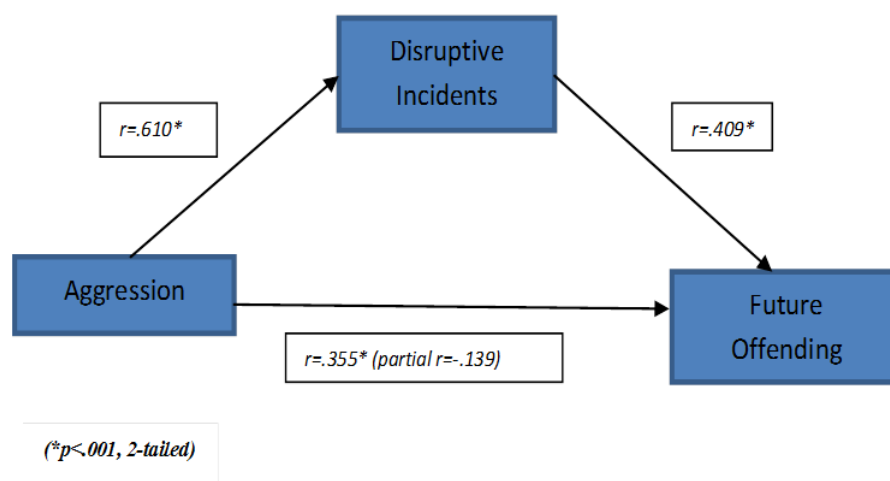 Disruptive
Incidents
r=.610*
r=.409*
Aggression
Future
Offending
r=.355* (partial r=-.139)
(*p<.001, 2-tailed)